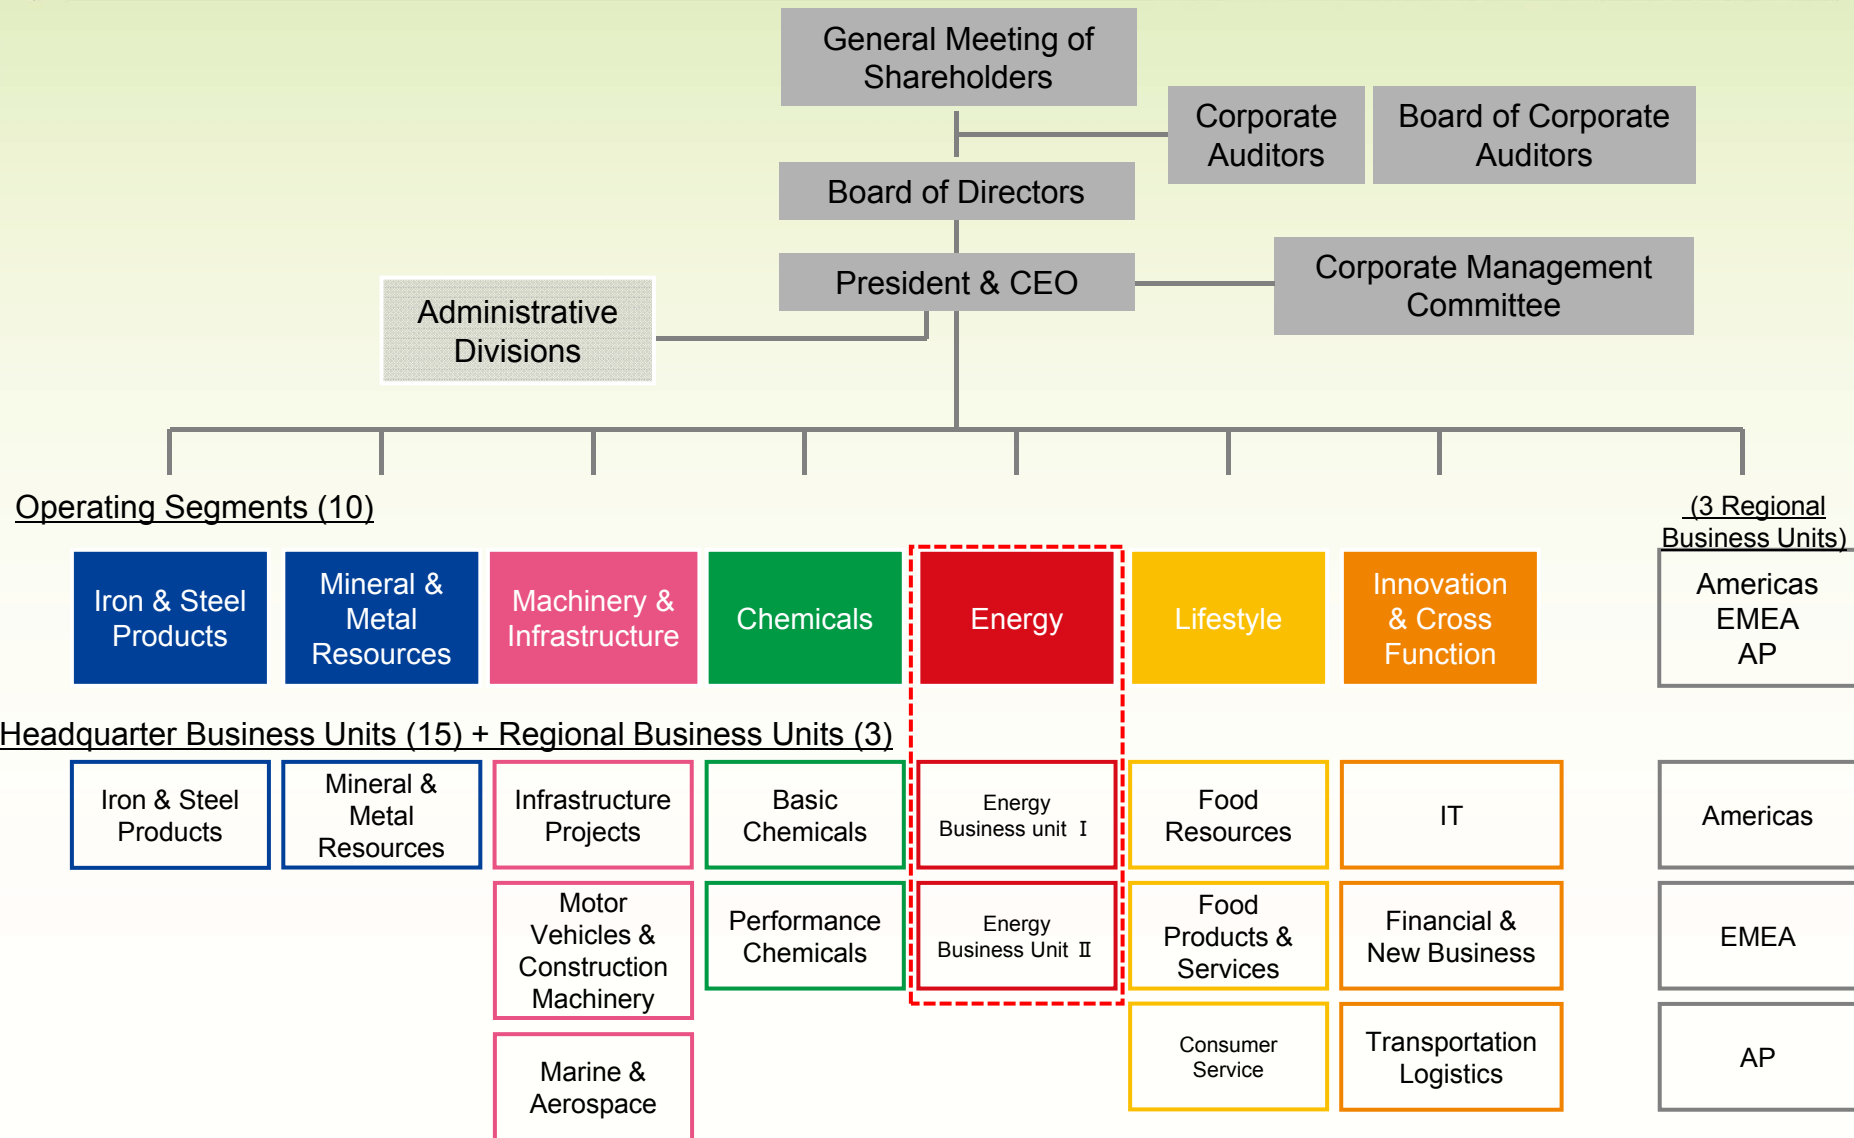 General Meeting of
Shareholders
Corporate
Auditors
Board of Corporate
Auditors
Board of Directors
President & CEO
Corporate Management
Committee
Administrative
Divisions
Operating Segments (10)
(3 Regional
Business Units)
Iron & Steel
Products
Mineral &
Metal
Resources
Machinery &
Infrastructure
Chemicals
Energy
Lifestyle
Innovation
& Cross
Function
Americas
EMEA
AP
Headquarter Business Units (15) + Regional Business Units (3)
Iron & Steel
Products
Mineral &
Metal
Resources
Infrastructure
Projects
Basic
Chemicals
Energy
Business unit Ⅰ
Food
Resources
IT
Americas
Motor
Vehicles &
Construction
Machinery
Performance
Chemicals
Energy
Business Unit Ⅱ
Food
Products &
Services
Financial &
New Business
EMEA
Marine &
Aerospace
Consumer
Service
Transportation
Logistics
AP